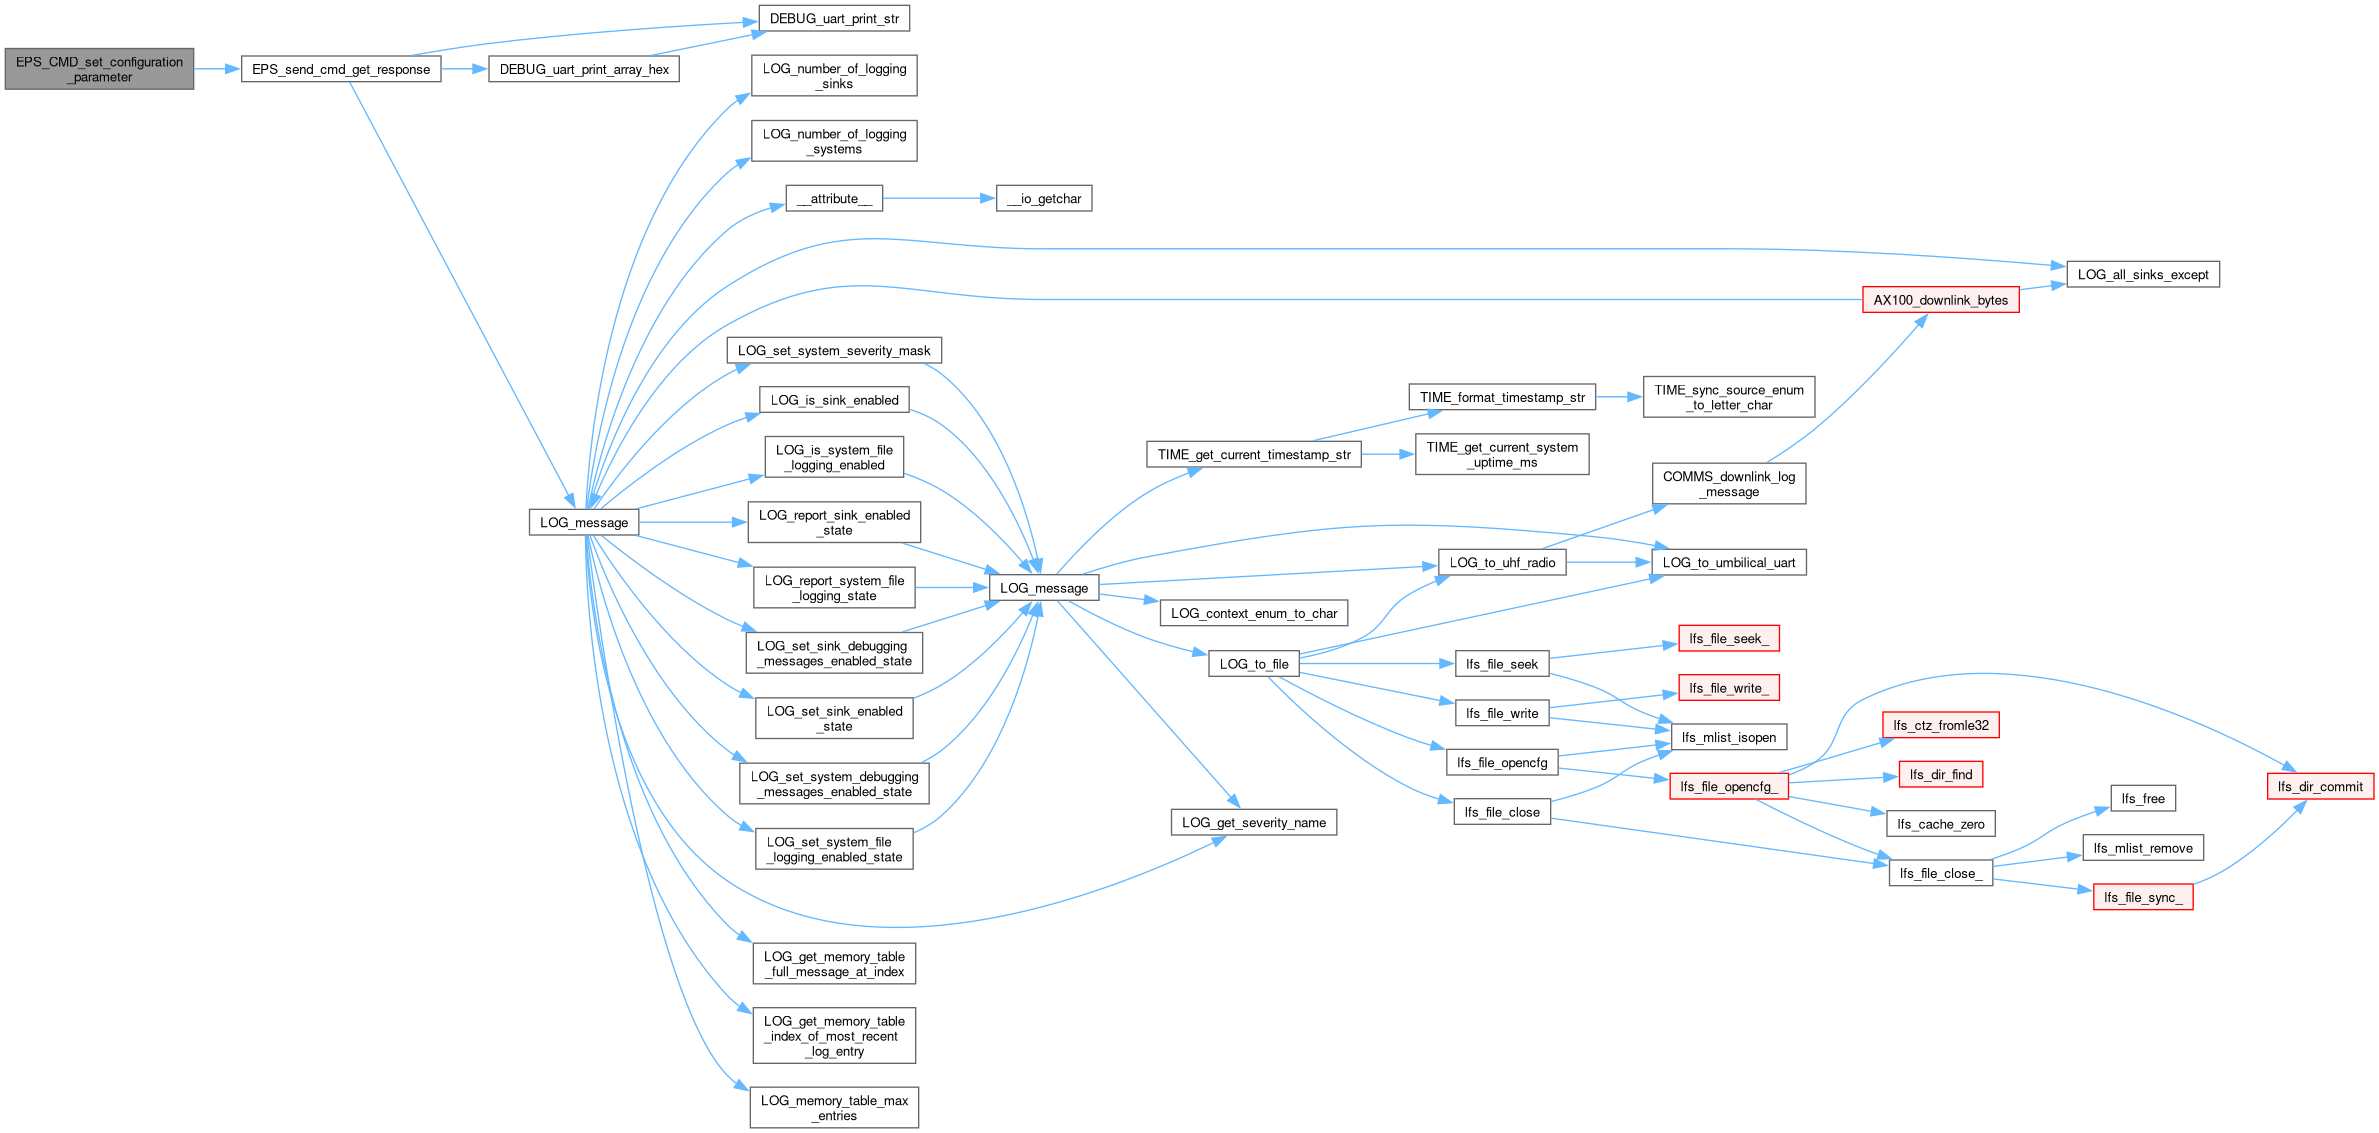 EPS_CMD_set_configuration
_parameter
EPS_send_cmd_get_response
DEBUG_uart_print_str
DEBUG_uart_print_array_hex
LOG_message
LOG_number_of_logging
_sinks
LOG_number_of_logging
_systems
__attribute__
__io_getchar
LOG_all_sinks_except
AX100_downlink_bytes
LOG_set_system_severity_mask
LOG_is_sink_enabled
LOG_is_system_file
_logging_enabled
LOG_report_sink_enabled
_state
LOG_report_system_file
_logging_state
LOG_set_sink_debugging
_messages_enabled_state
LOG_set_sink_enabled
_state
LOG_set_system_debugging
_messages_enabled_state
LOG_set_system_file
_logging_enabled_state
LOG_get_memory_table
_full_message_at_index
LOG_get_memory_table
_index_of_most_recent
_log_entry
LOG_memory_table_max
_entries
LOG_message
TIME_get_current_timestamp_str
TIME_format_timestamp_str
TIME_sync_source_enum
_to_letter_char
TIME_get_current_system
_uptime_ms
COMMS_downlink_log
_message
LOG_to_uhf_radio
LOG_to_umbilical_uart
LOG_context_enum_to_char
LOG_to_file
LOG_get_severity_name
lfs_file_seek
lfs_file_seek_
lfs_file_write
lfs_file_write_
lfs_mlist_isopen
lfs_file_opencfg
lfs_file_opencfg_
lfs_file_close
lfs_ctz_fromle32
lfs_dir_find
lfs_cache_zero
lfs_file_close_
lfs_free
lfs_mlist_remove
lfs_file_sync_
lfs_dir_commit